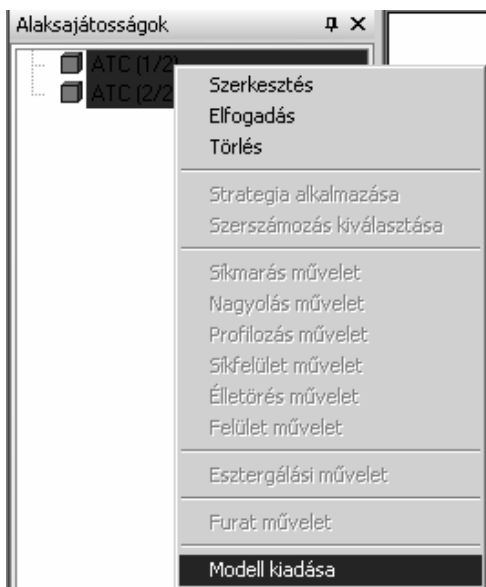 Alaksajátosságok
ATC (1/2)
ATC (2/2
Szerkesztés
Elfogadás
Törlés
Strategia alkalmazása
Szerszámozás kiválasztása
Síkmarás művelet
Nagyolás művelet
Profilozás művelet
Síkfelület művelet
Élletörés művelet
Felület művelet
Esztergálási művelet
Furat művelet
Modell kiadása